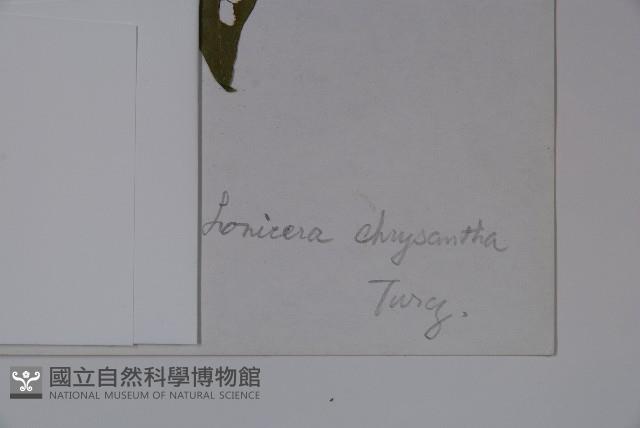 Lonicera chrysantha
Turcz.
國立自然科學博物館
NATIONAL MUSEUM OF NATURAL SCIENCE